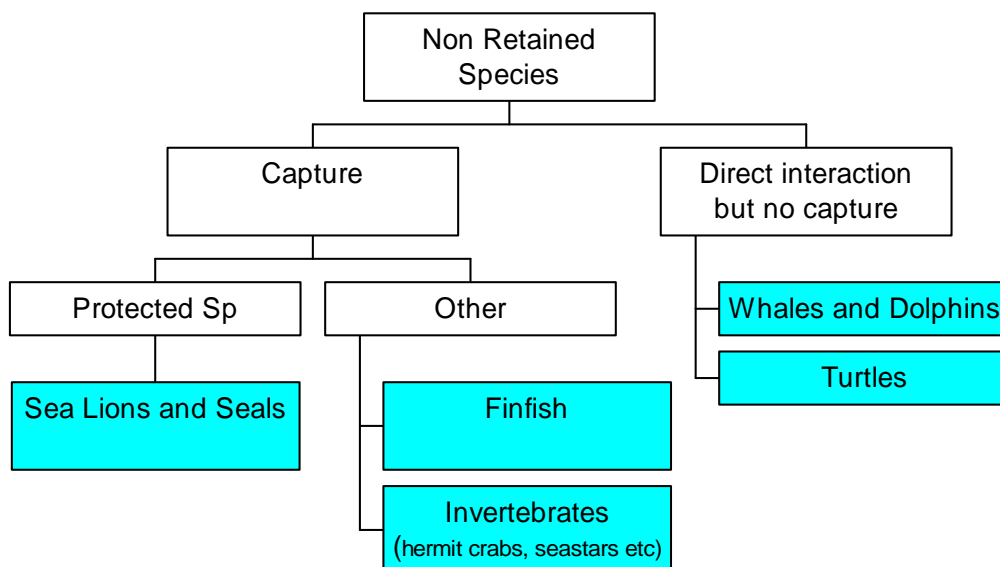 Non Retained
Species
Capture
Direct interaction
but no capture
Protected Sp
Other
Whales and Dolphins
Turtles
Sea Lions and Seals
Finfish
Invertebrates
(hermit crabs, seastars etc)